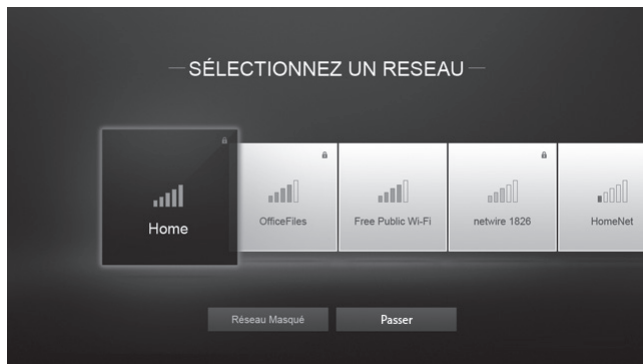 SÉLECTIONNEZ UN RESEAU
Home
OfficeFiles
Free Public Wi-Fi
netwire 1826
HomeNet
Réseau Masqué
Passer